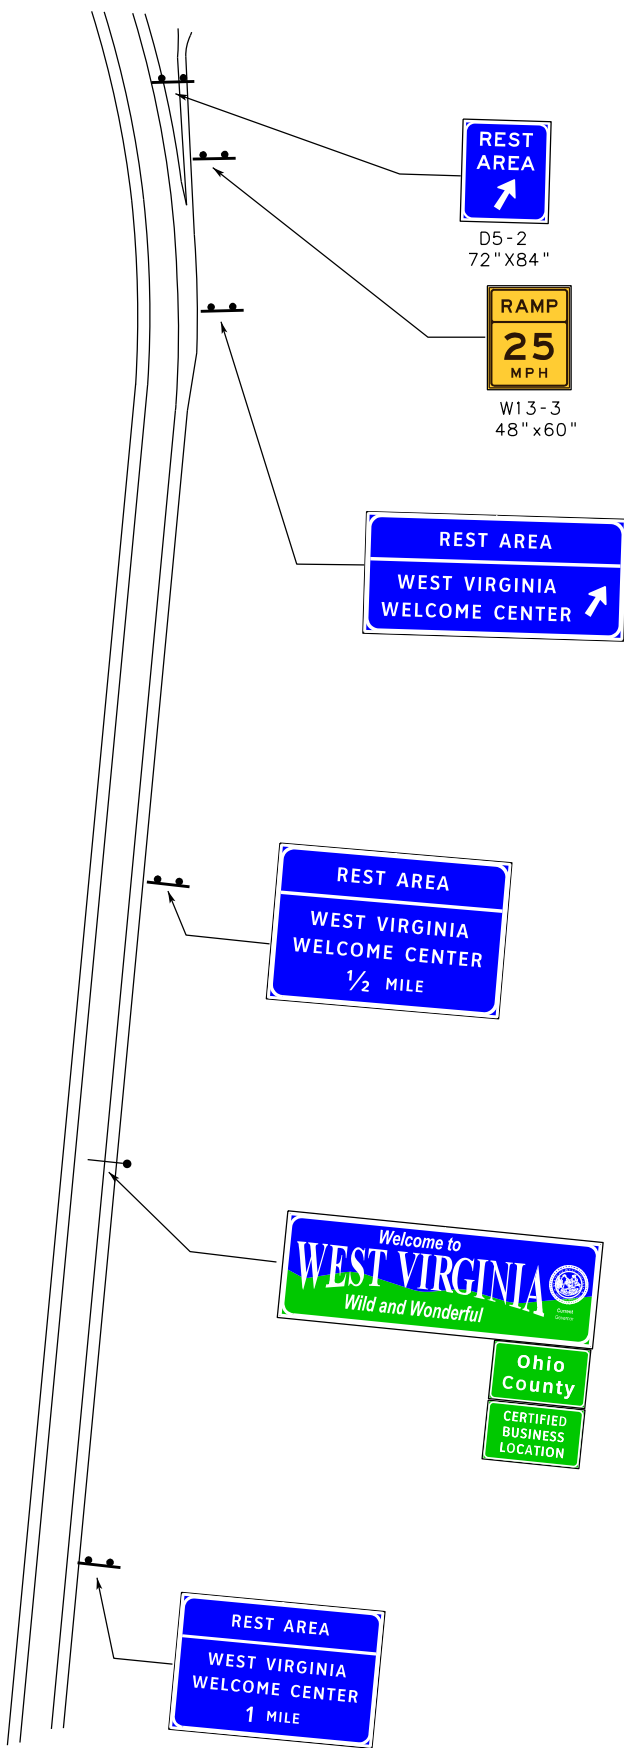 REST
AREA
D5-2
72"X84"
RAMP
25
MPH
W13-3
48"x60"
REST AREA
WEST VIRGINIA
WELCOME CENTER
REST AREA
WEST VIRGINIA
WELCOME CENTER
1/2 MILE
Welcome to
WEST VIRGINIA
Wild and Wonderful
Current
Governor
Ohio
County
CERTIFIED
BUSINESS
LOCATION
REST AREA
WEST VIRGINIA
WELCOME CENTER
1 MILE